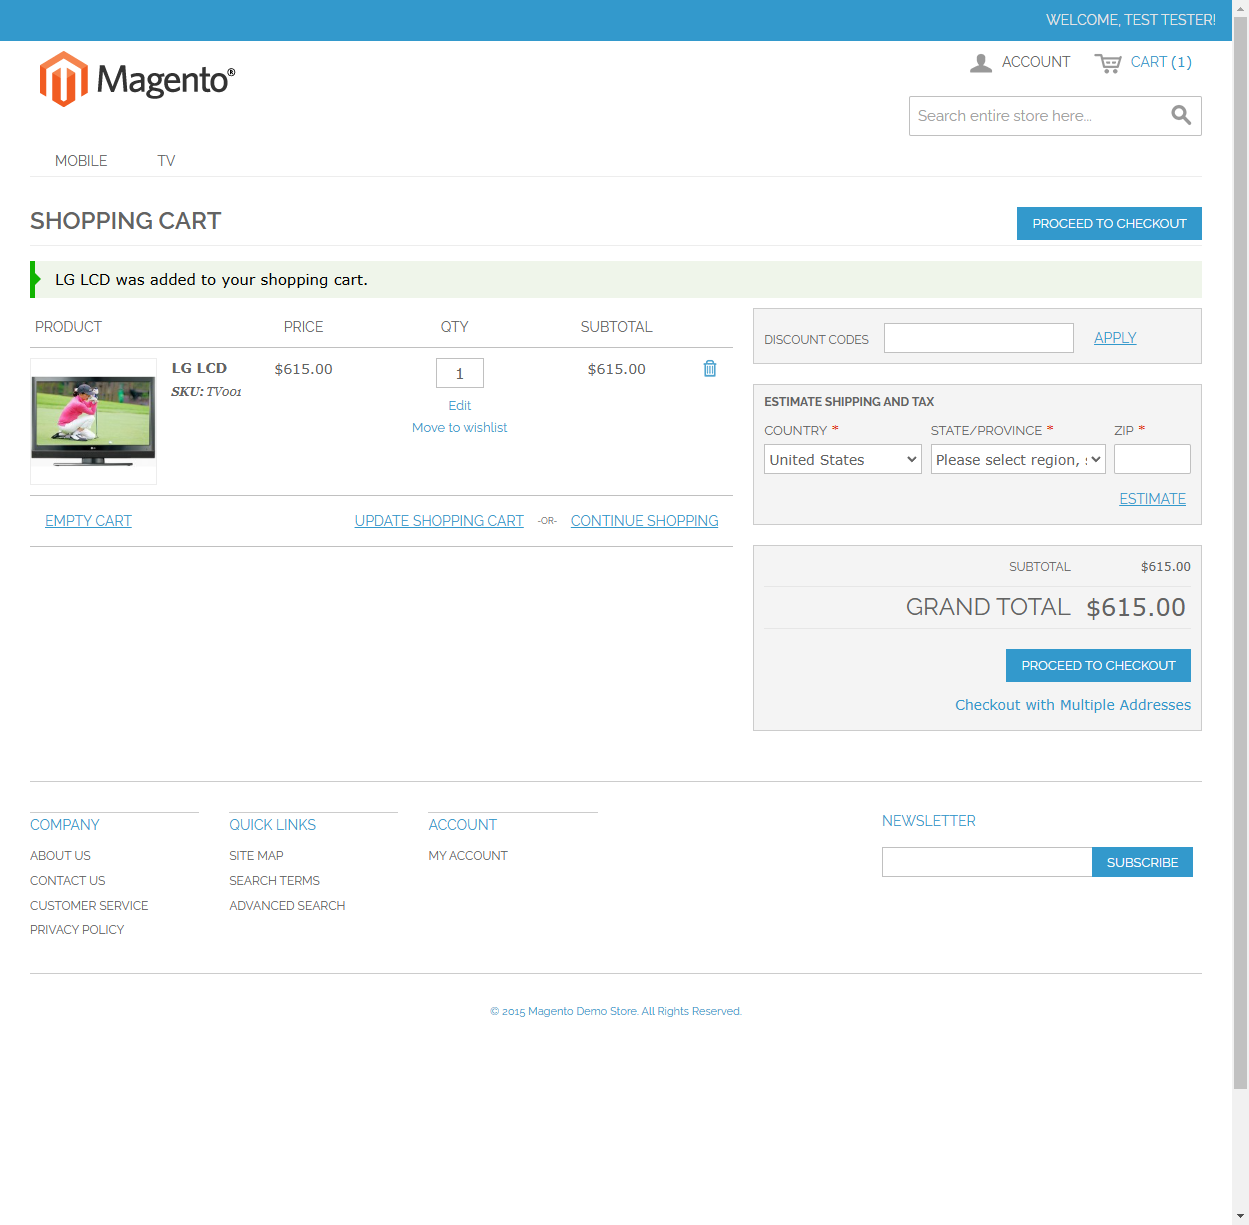 WELCOME, TEST TESTER!
Magento®
ACCOUNT
CART (1)
Search entire store here...
MOBILE
TV
SHOPPING CART
PROCEED TO CHECKOUT
LG LCD was added to your shopping cart.
PRODUCT PRICE QTY SUBTOTAL
LG LCD $615.00 1 $615.00
SKU: TV001
Edit
Move to wishlist
EMPTY CART UPDATE SHOPPING CART -OR- CONTINUE SHOPPING
DISCOUNT CODES APPLY
ESTIMATE SHIPPING AND TAX
COUNTRY * STATE/PROVINCE * ZIP *
United States Please select region, :
ESTIMATE
SUBTOTAL $615.00
GRAND TOTAL $615.00
PROCEED TO CHECKOUT
Checkout with Multiple Addresses
COMPANY
ABOUT US
CONTACT US
CUSTOMER SERVICE
PRIVACY POLICY
QUICK LINKS
SITE MAP
SEARCH TERMS
ADVANCED SEARCH
ACCOUNT
MY ACCOUNT
NEWSLETTER
SUBSCRIBE
© 2015 Magento Demo Store. All Rights Reserved.